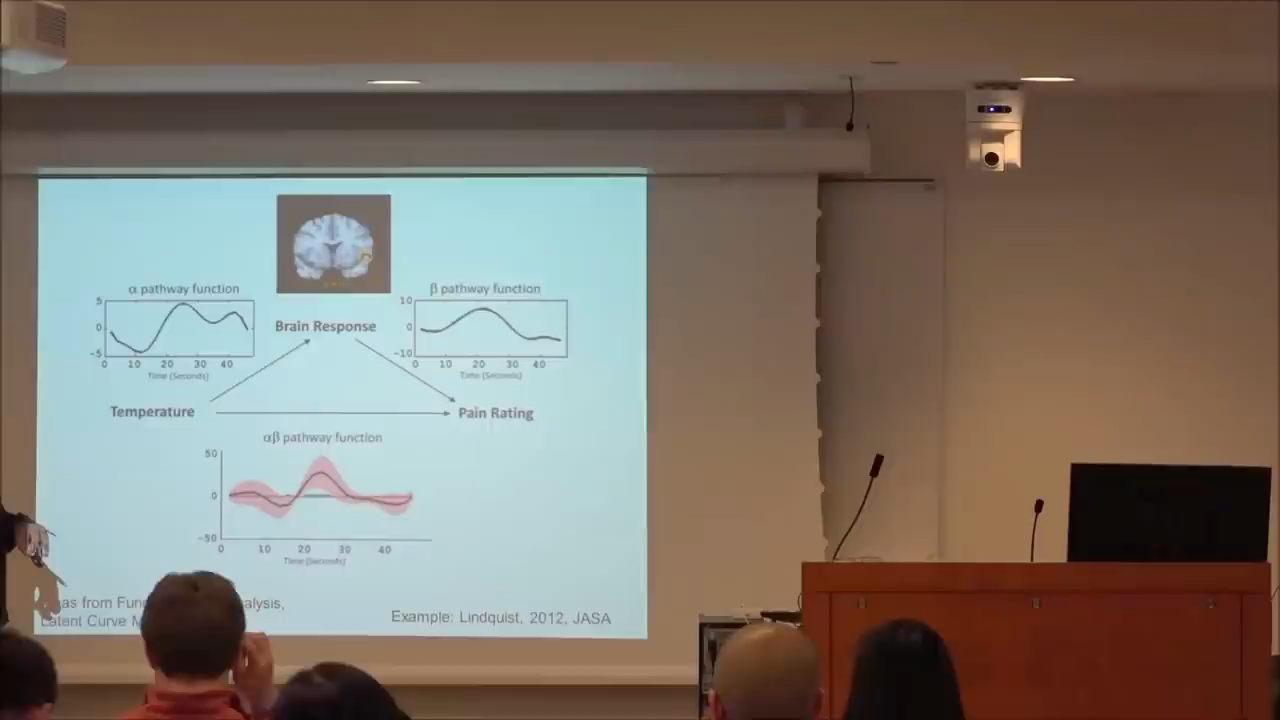 α pathway function
β pathway function
5
0
-5
0 10 20 30 40
Time (Seconds)
10
0
-10
0 10 20 30 40
Time (Seconds)
Brain Response
Temperature
Pain Rating
αβ pathway function
50
0
-50
0 10 20 30 40
Time (Seconds)
from alysis,
Latent Curve
Example: Lindquist, 2012, JASA